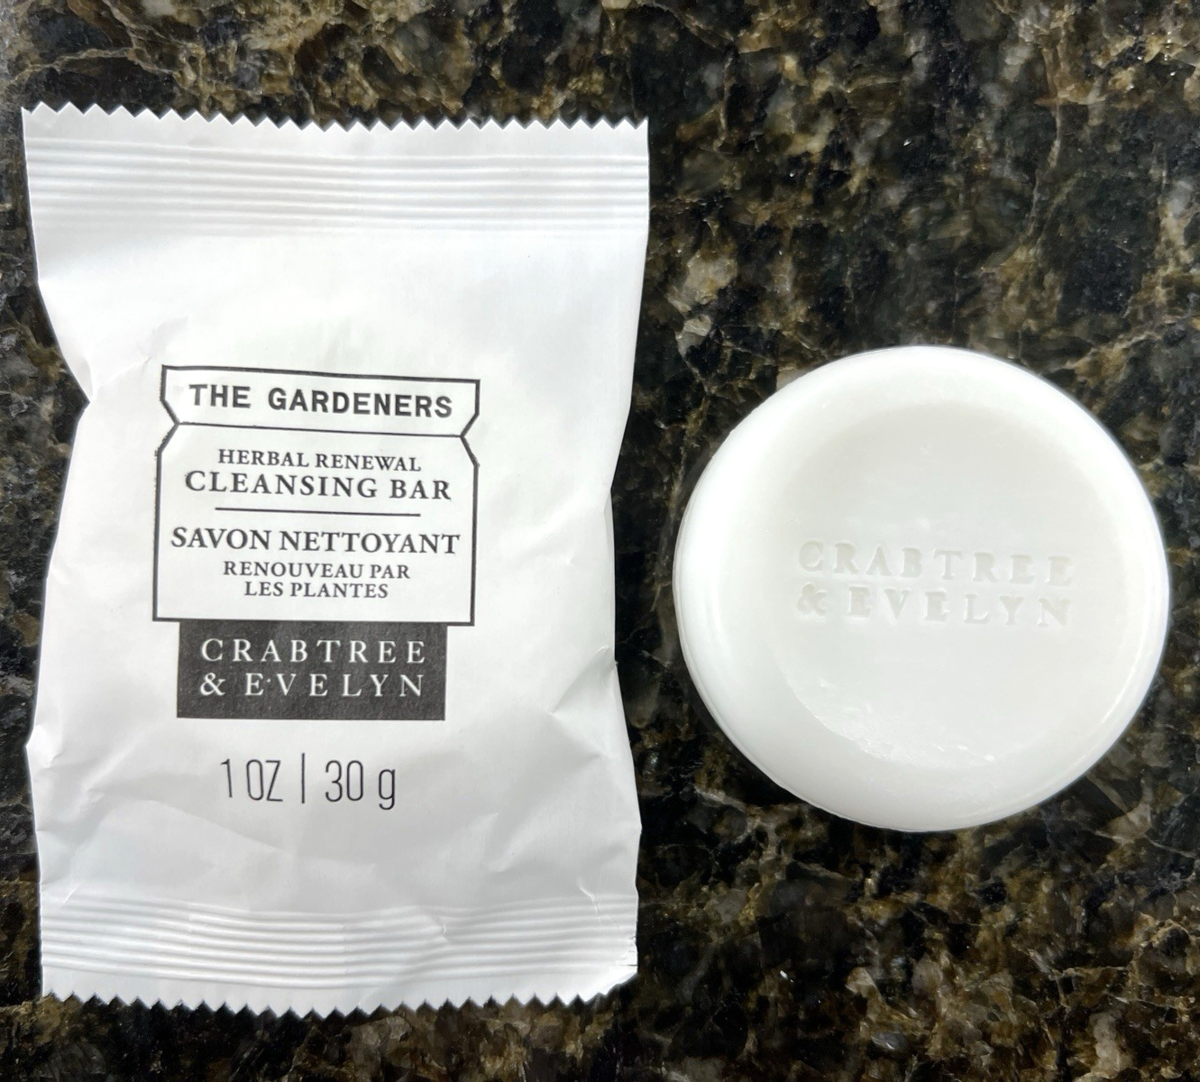 THE GARDENERS
HERBAL RENEWAL
CLEANSING BAR
SAVON NETTOYANT
RENOUVEAU PAR
LES PLANTES
CRABTREE
& EVELYN
1 OZ | 30 g
CRABTREE
& EVELYN